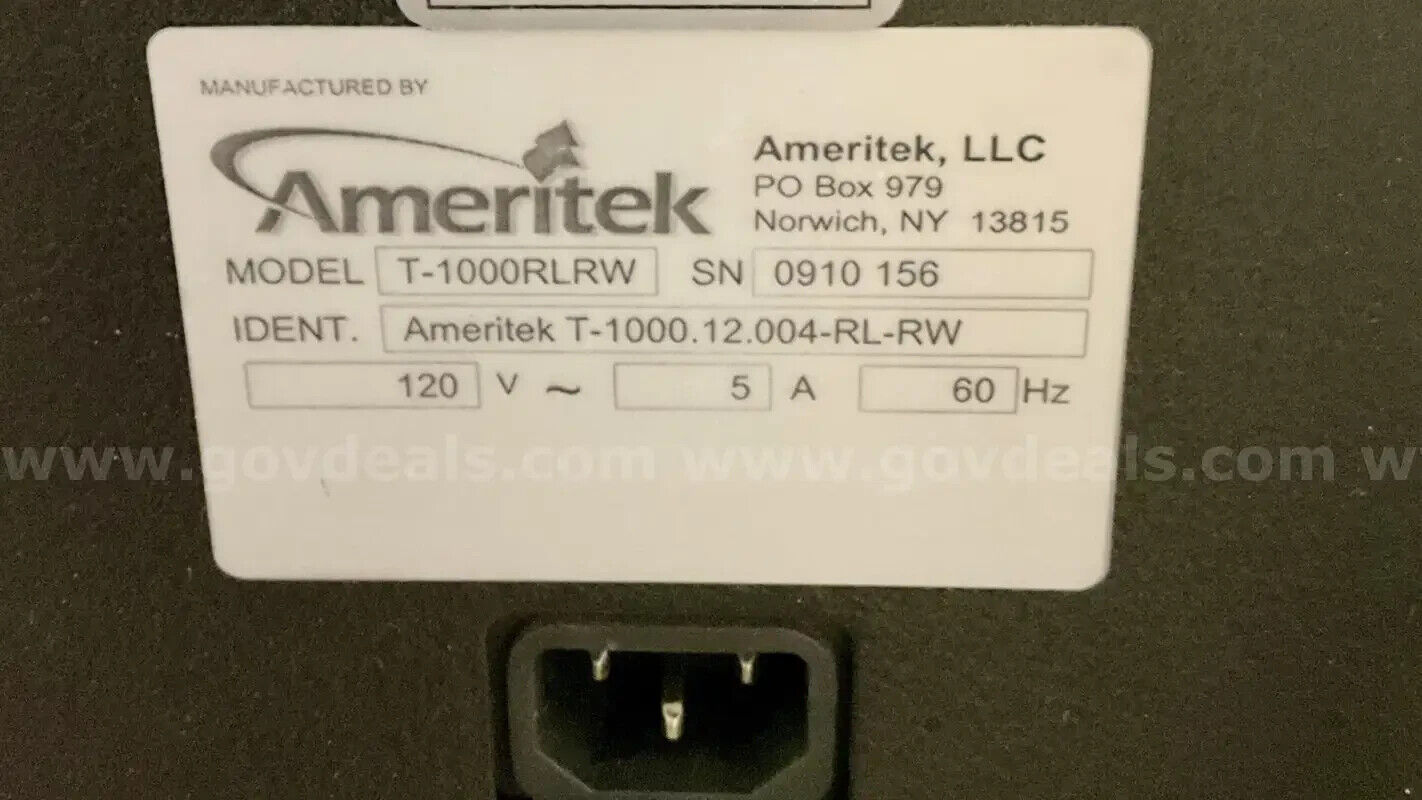 MANUFACTURED BY
Ameritek
Ameritek, LLC
PO Box 979
Norwich, NY 13815
MODEL T-1000RLRW SN 0910 156
IDENT. Ameritek T-1000.12.004-RL-RW
120 V ~ 5 A 60 Hz
www.govdeals.com www.govdeals.com w